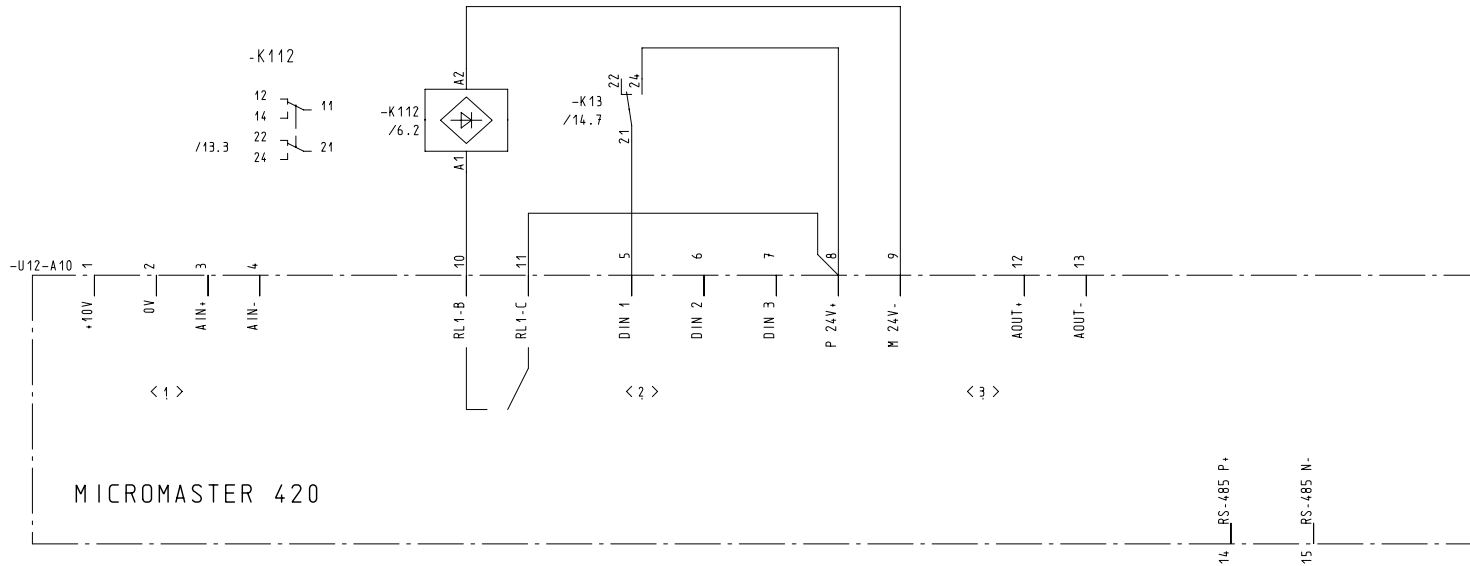 -K112
12
11
14
22
/13.3
21
24
A2
-K112
/6.2
A1
22
24
-K13
/14.7
21
-U12-A10
1
2
3
4
10
11
5
6
7
8
9
12
13
+10V
0V
AIN+
AIN-
RL1-B
RL1-C
DIN 1
DIN 2
DIN 3
P 24V+
M 24V-
AOUT+
AOUT-
<1>
<2>
<3>
MICROMASTER 420
RS-485 P+
RS-485 N-
14
15